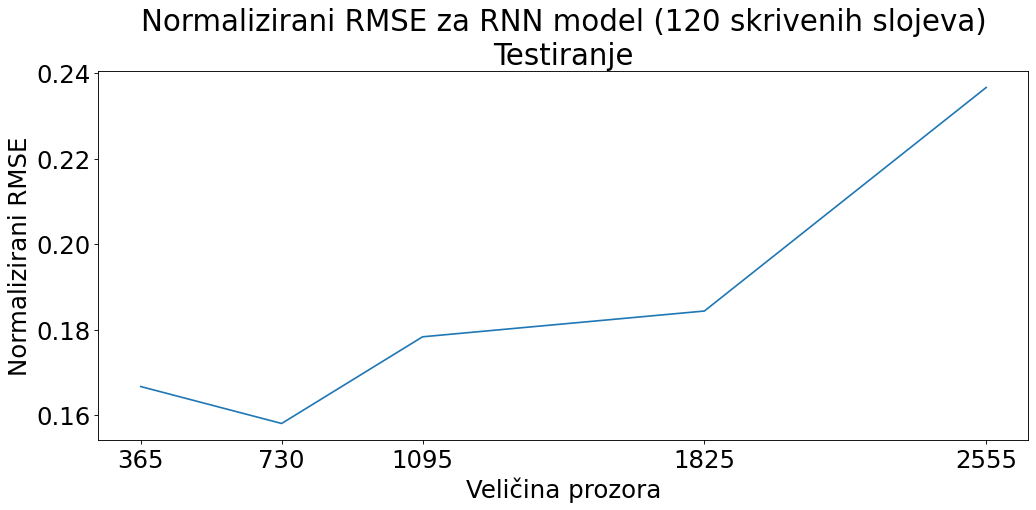 Normalizirani RMSE za RNN model (120 skrivenih slojeva)
Testiranje
Normalizirani RMSE
0.24
0.22
0.20
0.18
0.16
365 730 1095 1825 2555
Veličina prozora